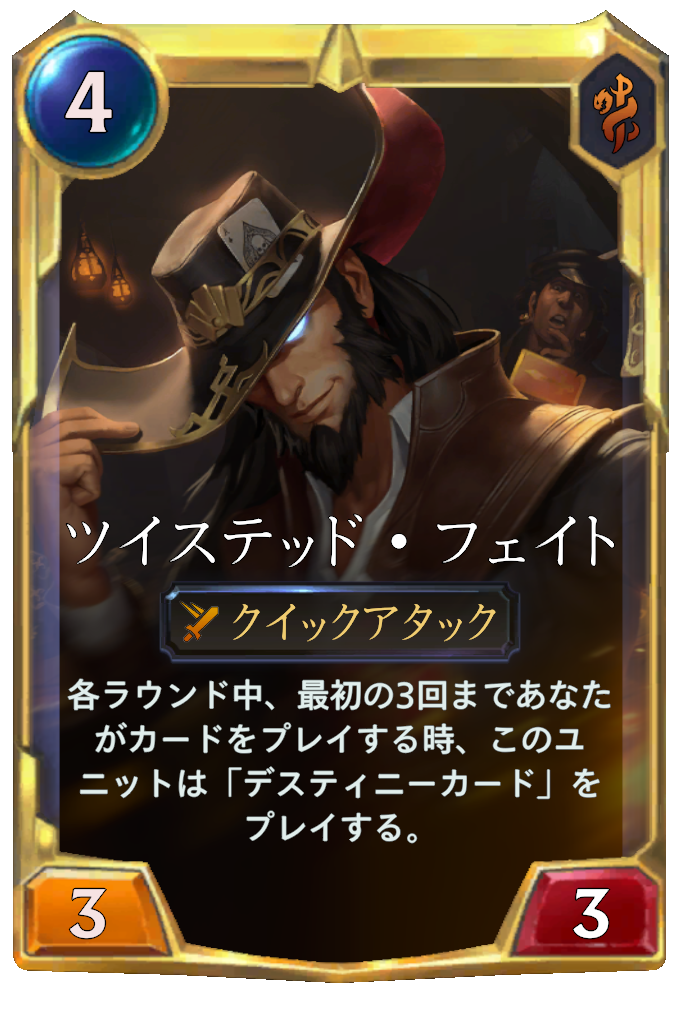 4
ツイステッド・フェイト
クイックアタック
各ラウンド中、最初の3回まであなた
がカードをプレイする時、このユ
ニットは「デスティニーカード」を
プレイする。
3
3